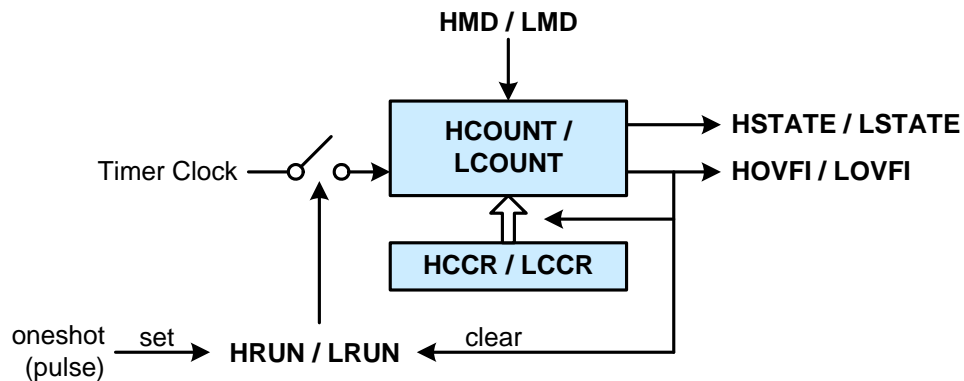 HMD / LMD
HCOUNT /
LCOUNT
HSTATE / LSTATE
Timer Clock
HOVFI / LOVFI
HCCR / LCCR
oneshot
(pulse)
set
HRUN / LRUN
clear